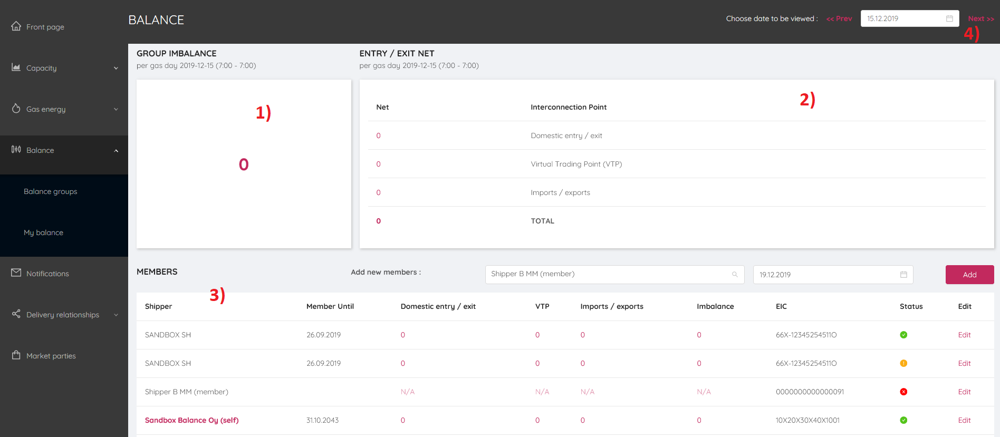 BALANCE
Choose date to be viewed : << Prev 15.12.2019 Next >>
4)
Front page
Capacity
Gas energy
Balance
Balance groups
My balance
Notifications
Delivery relationships
Market parties
GROUP IMBALANCE
per gas day 2019-12-15 (7:00 - 7:00)
1)
0
ENTRY / EXIT NET
per gas day 2019-12-15 (7:00 - 7:00)
2)
Net Interconnection Point
0 Domestic entry / exit
0 Virtual Trading Point (VTP)
0 Imports / exports
0 TOTAL
MEMBERS Add new members : Shipper B MM (member) 19.12.2019 Add
3)
Shipper Member Until Domestic entry / exit VTP Imports / exports Imbalance EIC Status Edit
SANDBOX SH 26.09.2019 0 0 0 0 66X-12345254511O Edit
SANDBOX SH 26.09.2019 0 0 0 0 66X-12345254511O Edit
Shipper B MM (member) N/A N/A N/A N/A 0000000000000091 Edit
Sandbox Balance Oy (self) 31.10.2043 0 0 0 0 10X20X30X40X1001 Edit